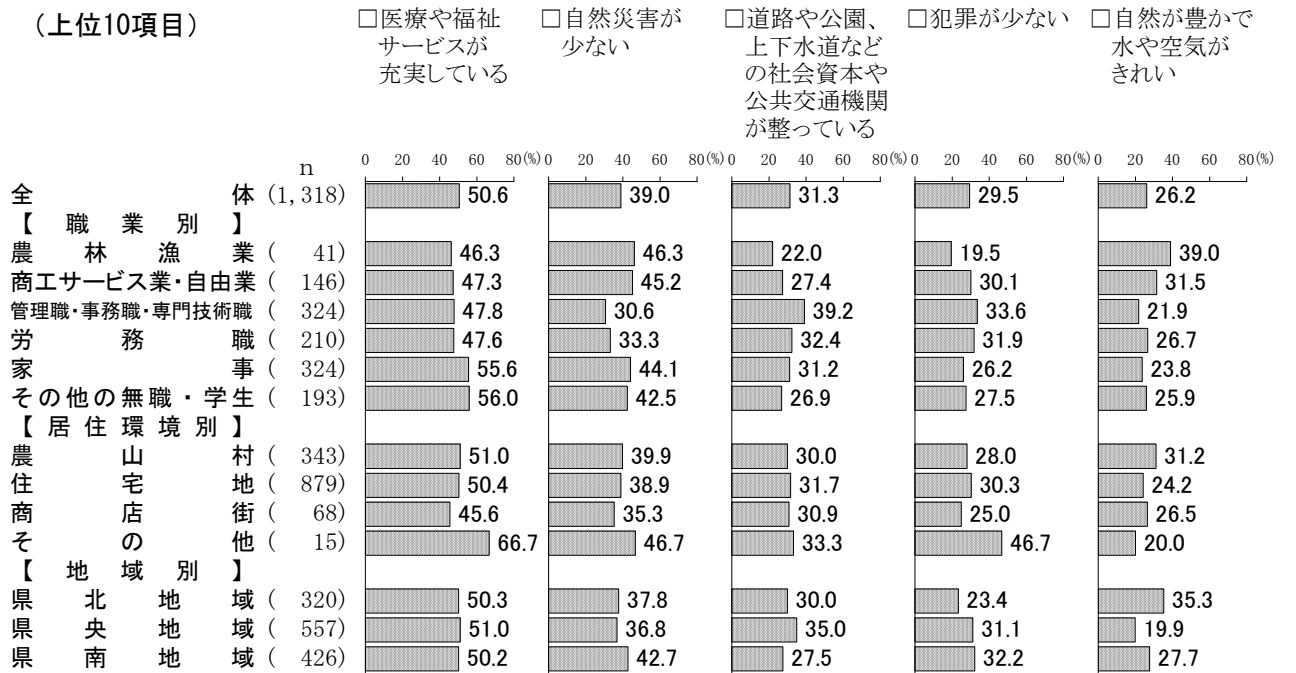 （上位10項目）
□医療や福祉
サービスが
充実している
□自然災害が
少ない
□道路や公園、
上下水道など
の社会資本や
公共交通機関
が整っている
□犯罪が少ない
□自然が豊かで
水や空気が
きれい
n
0 20 40 60 80(%) 0 20 40 60 80(%) 0 20 40 60 80(%) 0 20 40 60 80(%) 0 20 40 60 80(%)
全体 (1,318) 50.6 39.0 31.3 29.5 26.2
【職業別】
農林漁業 ( 41) 46.3 46.3 22.0 19.5 39.0
商工サービス業・自由業 ( 146) 47.3 45.2 27.4 30.1 31.5
管理職・事務職・専門技術職 ( 324) 47.8 30.6 39.2 33.6 21.9
労務職 ( 210) 47.6 33.3 32.4 31.9 26.7
家事 ( 324) 55.6 44.1 31.2 26.2 23.8
その他の無職・学生 ( 193) 56.0 42.5 26.9 27.5 25.9
【居住環境別】
農山村 ( 343) 51.0 39.9 30.0 28.0 31.2
住宅地 ( 879) 50.4 38.9 31.7 30.3 24.2
商店街 ( 68) 45.6 35.3 30.9 25.0 26.5
その他 ( 15) 66.7 46.7 33.3 46.7 20.0
【地域別】
県北地域 ( 320) 50.3 37.8 30.0 23.4 35.3
県央地域 ( 557) 51.0 36.8 35.0 31.1 19.9
県南地域 ( 426) 50.2 42.7 27.5 32.2 27.7